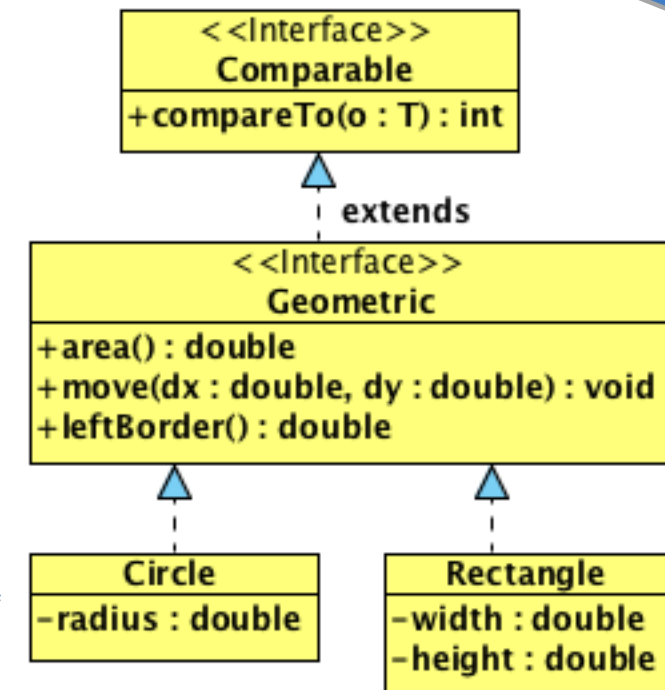 <<Interface>>
Comparable
+compareTo(o : T) : int
extends
<<Interface>>
Geometric
+area() : double
+move(dx : double, dy : double) : void
+leftBorder() : double
Circle
-radius : double
Rectangle
-width : double
-height : double